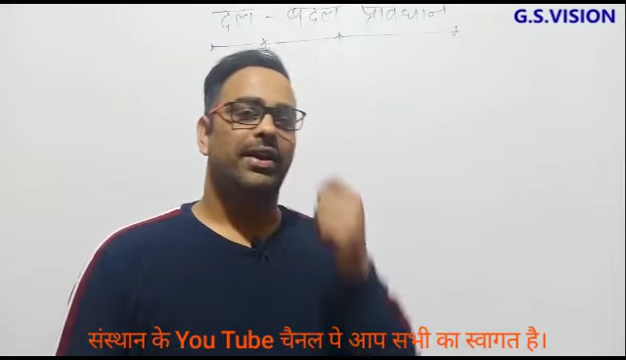 दल - बदल प्रावधान
G.S.VISION
संस्थान के You Tube चैनल पे आप सभी का स्वागत है।